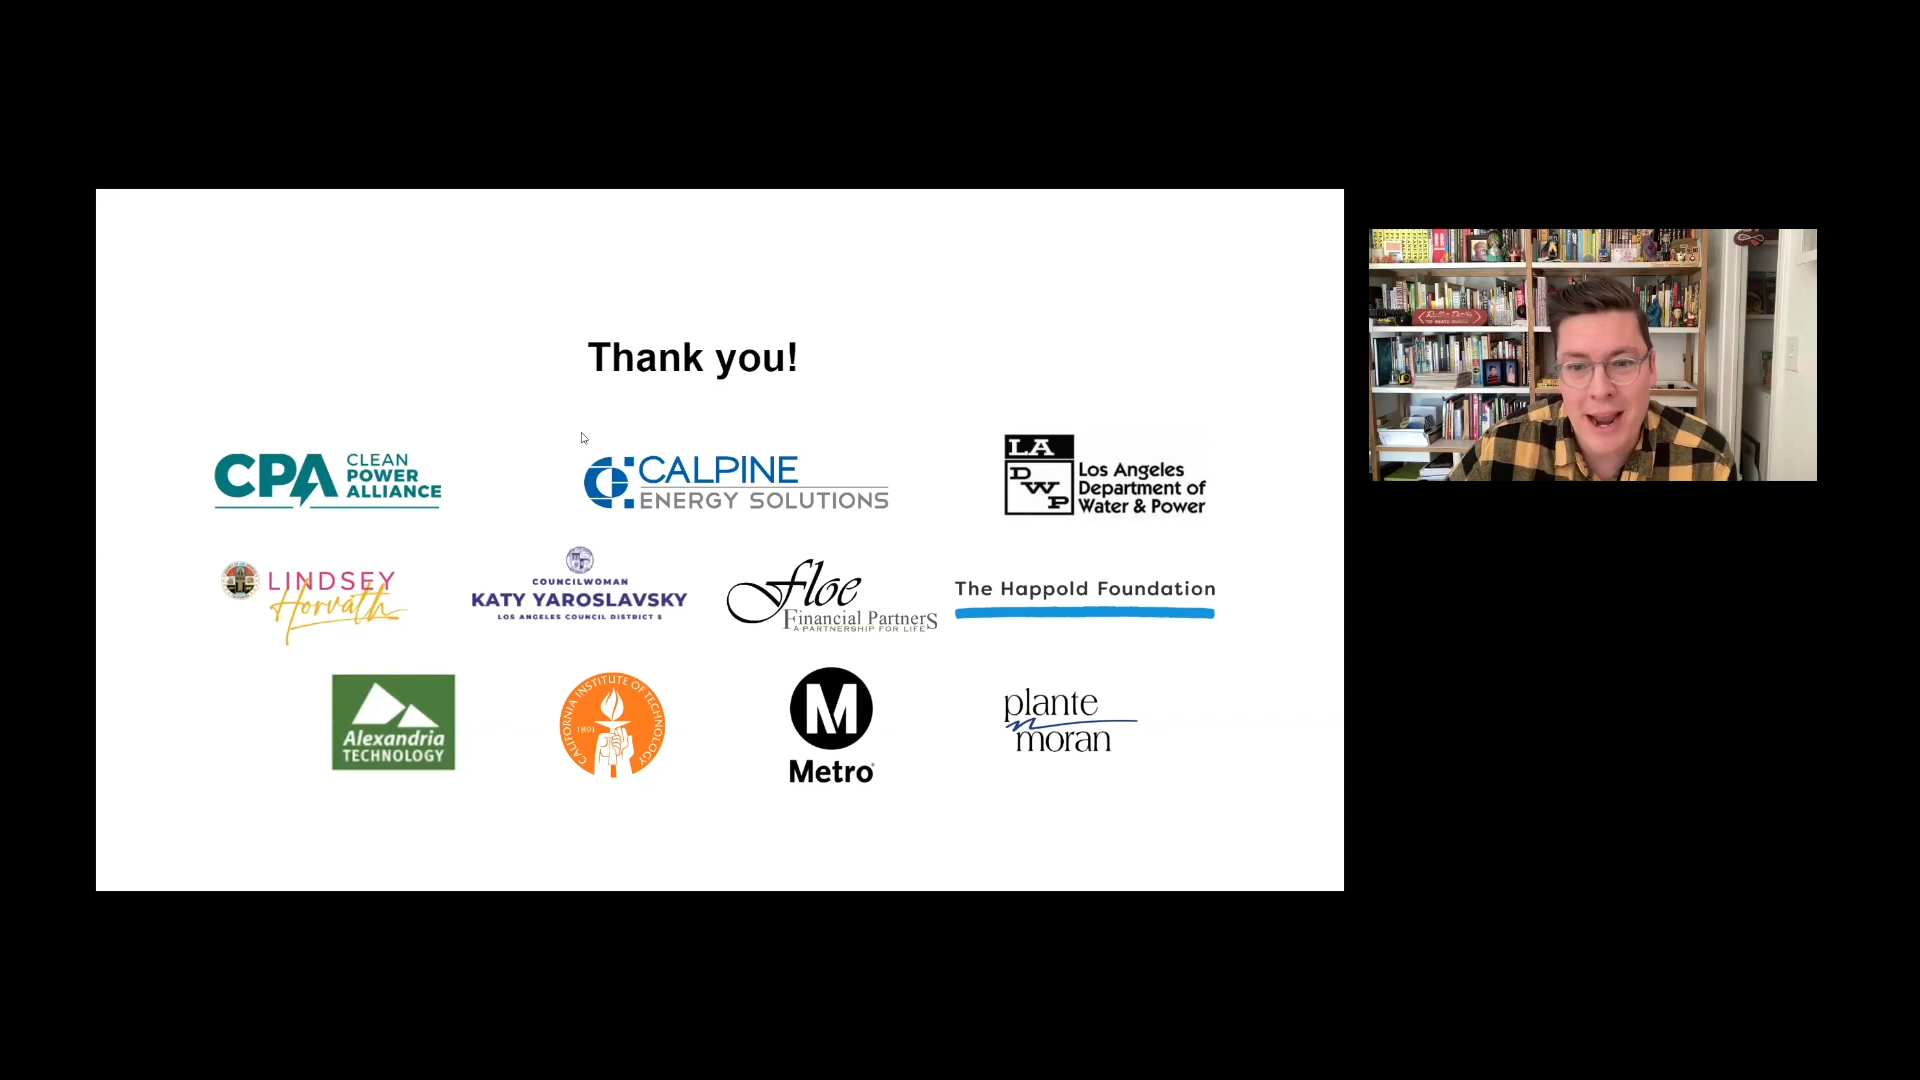 Thank you!
CPA CLEAN
POWER
ALLIANCE
CALPINE
ENERGY SOLUTIONS
LA
DWP
Los Angeles
Department of
Water & Power
LINDSEY
Horvath
COUNCILWOMAN
KATY YAROSLAVSKY
LOS ANGELES COUNCIL DISTRICT 5
floe
Financial PartnerS
A PARTNERSHIP FOR LIFE
The Happold Foundation
Alexandria
TECHNOLOGY
CALIFORNIA INSTITUTE OF TECHNOLOGY
1891
M
Metro
plante
moran